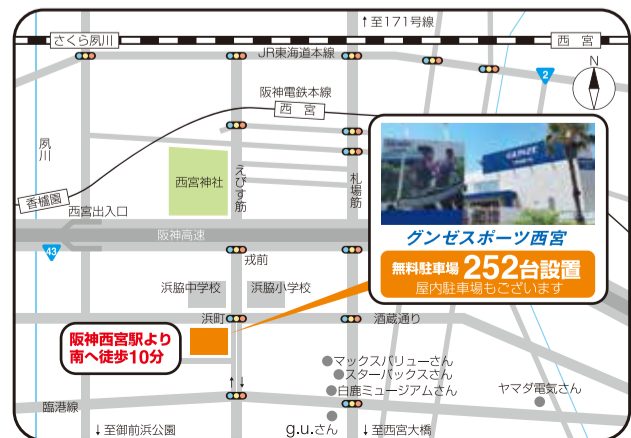 ↑至171号線
さくら夙川
西宮
JR東海道本線
N
2
阪神電鉄本線
西宮
夙川
西宮神社
えびす筋
札場筋
香櫨園
西宮出入口
阪神高速
43
グンゼスポーツ西宮
無料駐車場 252台設置
屋内駐車場もございます
戎前
浜脇中学校
浜脇小学校
浜町
酒蔵通り
阪神西宮駅より
南へ徒歩10分
●マックスバリューさん
●スターバックスさん
●白鹿ミュージアムさん
ヤマダ電気さん
臨港線
↑↓
↓至御前浜公園
g.u.さん
↓至西宮大橋
GUNZE